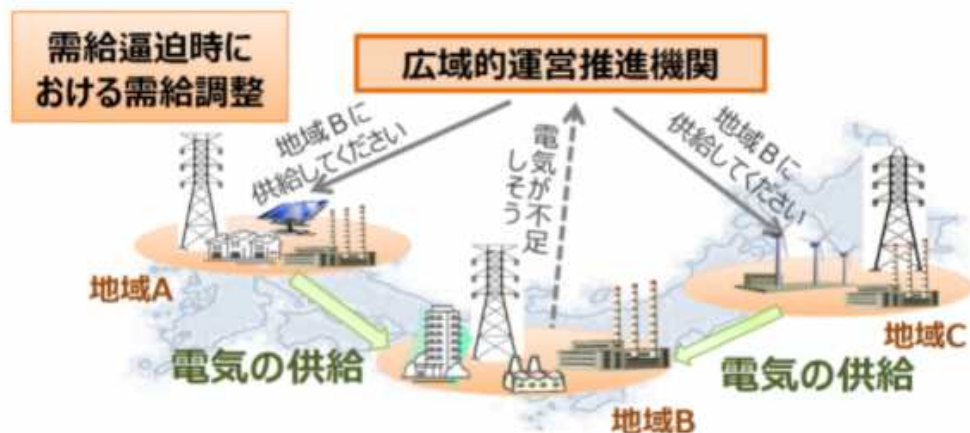 需給逼迫時に
おける需給調整
広域的運営推進機関
地域Bに
供給してください
電気が不足
しそう
地域Bに
供給してください
地域A
電気の供給
地域B
電気の供給
地域C